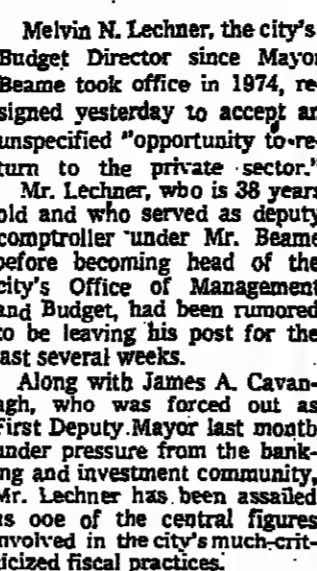 Melvin N. Lechner, the city's
Budget Director since Mayor
Beame took office in 1974, re-
signed yesterday to accept an
unspecified "opportunity to re-
turn to the private sector."
Mr. Lechner, who is 38 years
old and who served as deputy
comptroller under Mr. Beame
before becoming head of the
city's Office of Management
and Budget, had been rumored
to be leaving his post for the
last several weeks.
Along with James A. Cavan-
agh, who was forced out as
First Deputy Mayor last month
under pressure from the bank-
ing and investment community,
Mr. Lechner has been assailed
as one of the central figures
involved in the city's much-crit-
icized fiscal practices.